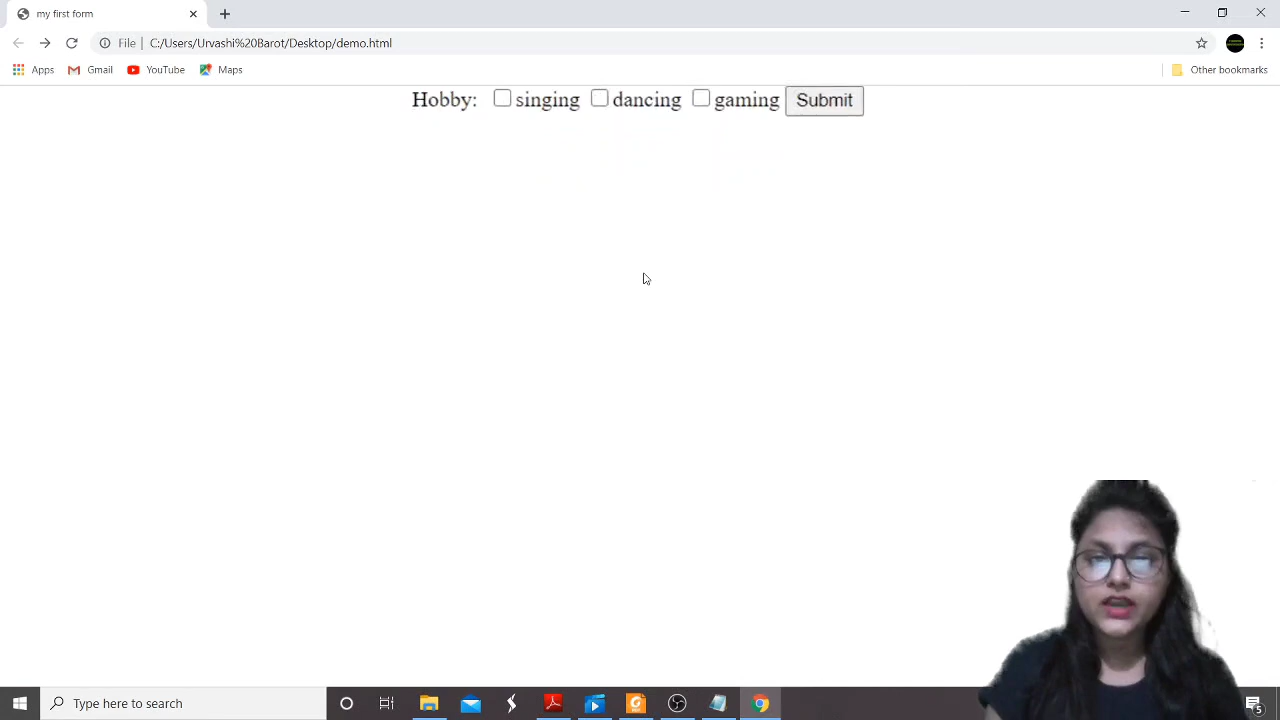 my first form
File C:/Users/Urvashi%20Barot/Desktop/demo.html
Apps Gmail YouTube Maps Other bookmarks
Hobby: singing dancing gaming Submit
Type here to search
5